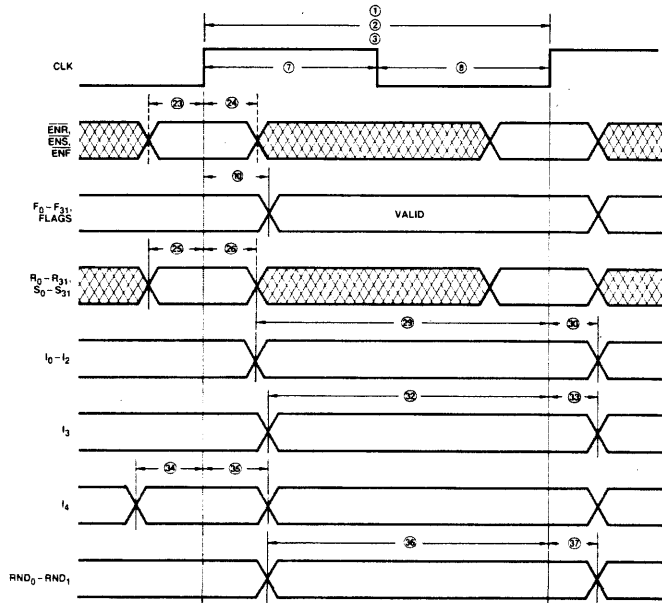 ①
②
③
CLK
⑦ ⑧
㉓ ㉔
ENR,
ENS,
ENF
⑩
F0 – F31,
FLAGS
VALID
㉕ ㉖
R0 – R31,
S0 – S31
㉙ ㉚
I0 – I2
㉜ ㉝
I3
㉞ ㉟
I4
㊱ ㊲
RND0 – RND1